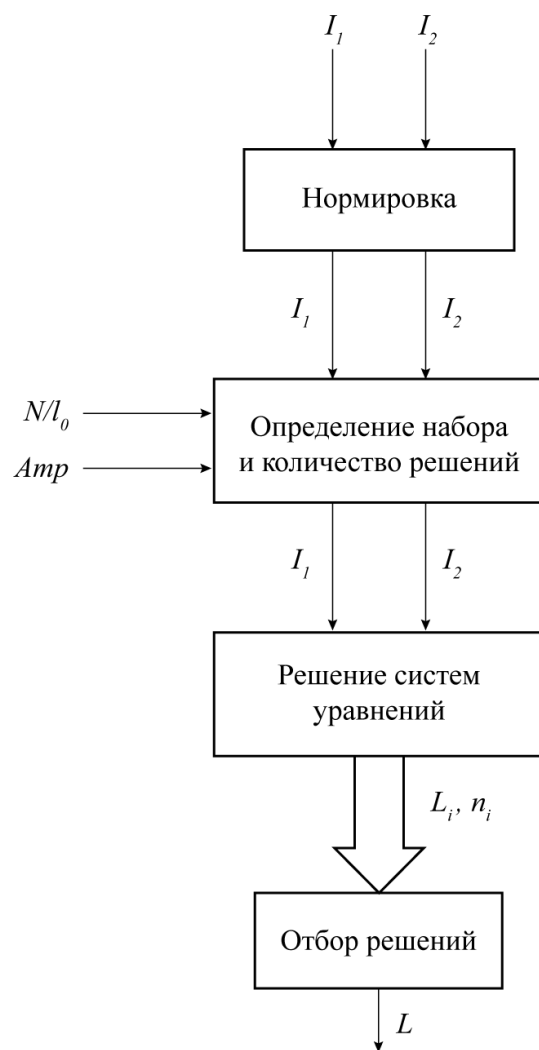 I₁ I₂
Нормировка
I₁ I₂
N/l₀
Amp
Определение набора
и количество решений
I₁ I₂
Решение систем
уравнений
Lᵢ, nᵢ
Отбор решений
L